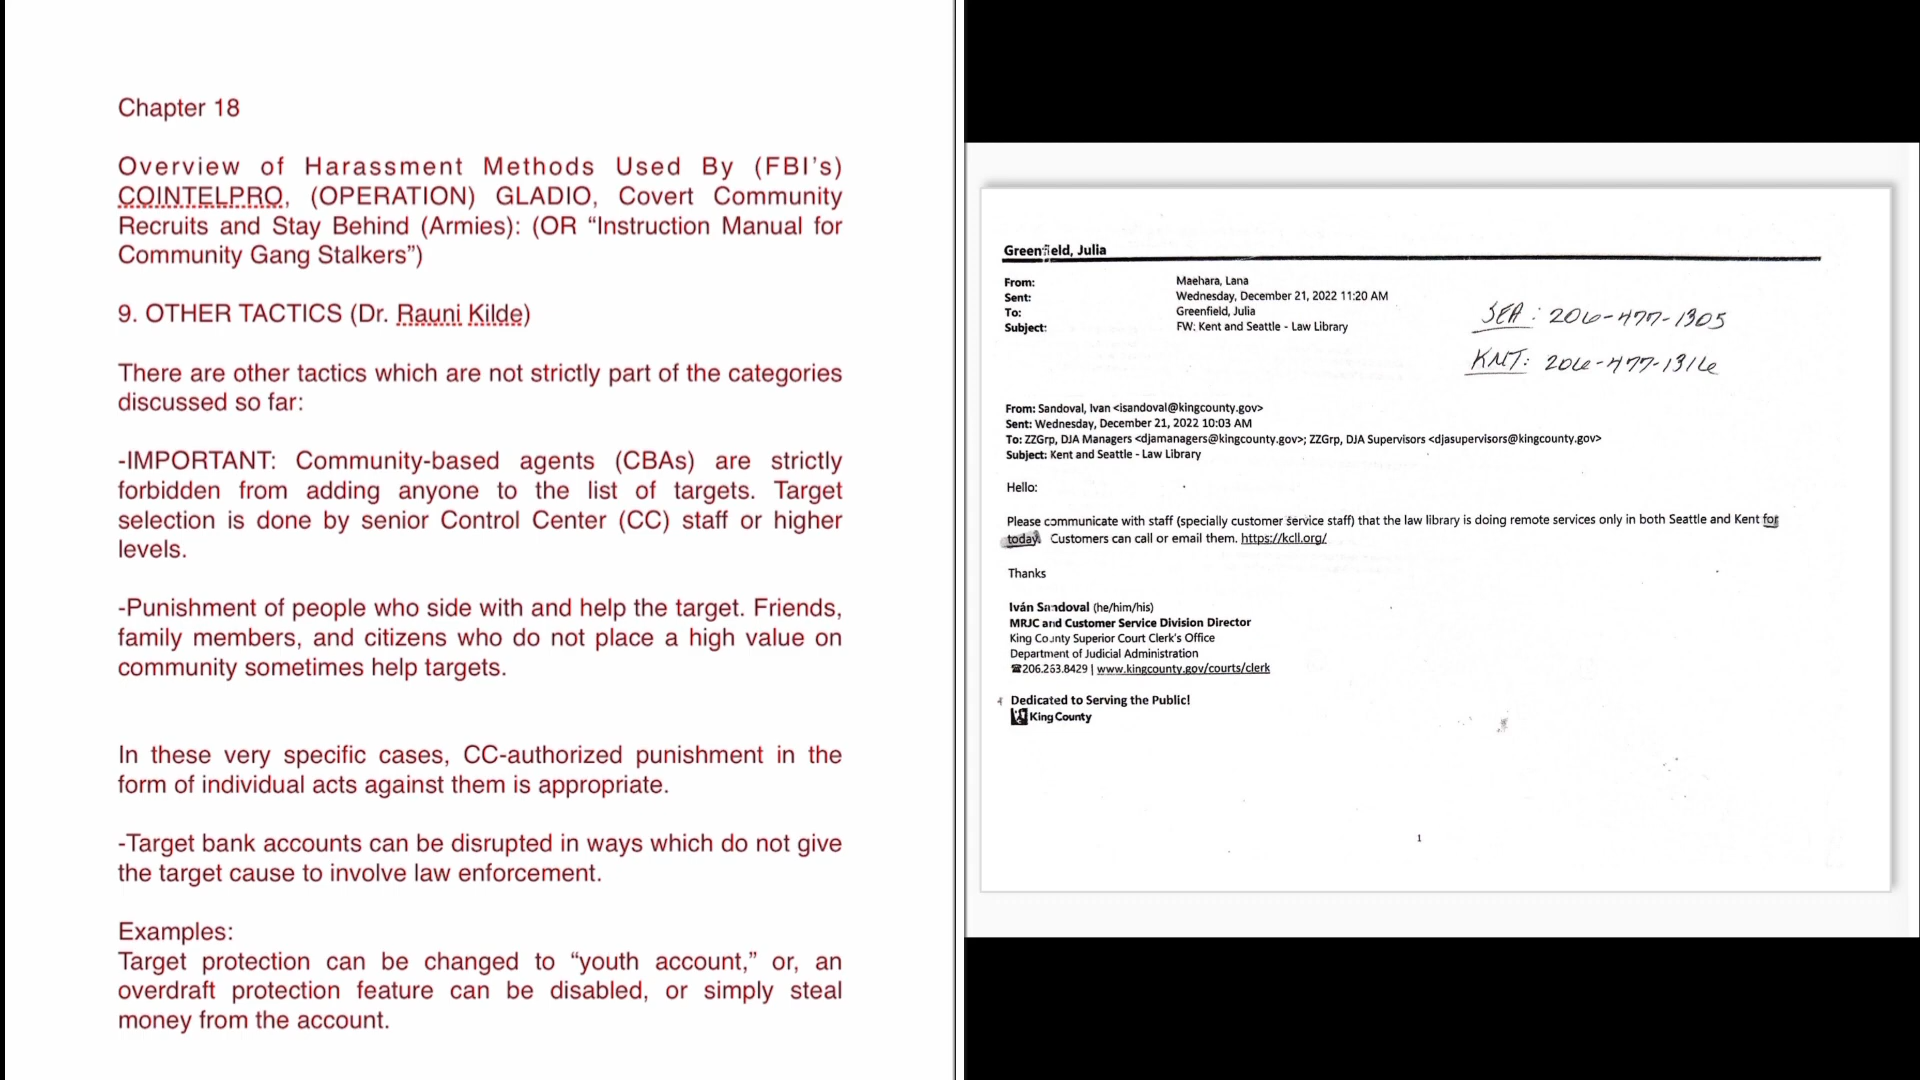 Chapter 18
Overview of Harassment Methods Used By (FBI’s)
COINTELPRO, (OPERATION) GLADIO, Covert Community
Recruits and Stay Behind (Armies): (OR “Instruction Manual for
Community Gang Stalkers”)
9. OTHER TACTICS (Dr. Rauni Kilde)
There are other tactics which are not strictly part of the categories
discussed so far:
-IMPORTANT: Community-based agents (CBAs) are strictly
forbidden from adding anyone to the list of targets. Target
selection is done by senior Control Center (CC) staff or higher
levels.
-Punishment of people who side with and help the target. Friends,
family members, and citizens who do not place a high value on
community sometimes help targets.
In these very specific cases, CC-authorized punishment in the
form of individual acts against them is appropriate.
-Target bank accounts can be disrupted in ways which do not give
the target cause to involve law enforcement.
Examples:
Target protection can be changed to “youth account,” or, an
overdraft protection feature can be disabled, or simply steal
money from the account.
Greenfield, Julia
From: Maehara, Lana
Sent: Wednesday, December 21, 2022 11:20 AM
To: Greenfield, Julia
Subject: FW: Kent and Seattle - Law Library
SEA: 206-477-1305
KNT: 206-477-1316
From: Sandoval, Ivan <isandoval@kingcounty.gov>
Sent: Wednesday, December 21, 2022 10:03 AM
To: ZZGrp, DJA Managers <djamanagers@kingcounty.gov>; ZZGrp, DJA Supervisors <djasupervisors@kingcounty.gov>
Subject: Kent and Seattle - Law Library
Hello:
Please communicate with staff (specially customer service staff) that the law library is doing remote services only in both Seattle and Kent for
today. Customers can call or email them. https://kcll.org/
Thanks
Iván Sandoval (he/him/his)
MRJC and Customer Service Division Director
King County Superior Court Clerk's Office
Department of Judicial Administration
☎206.263.8429 | www.kingcounty.gov/courts/clerk
Dedicated to Serving the Public!
King County
1